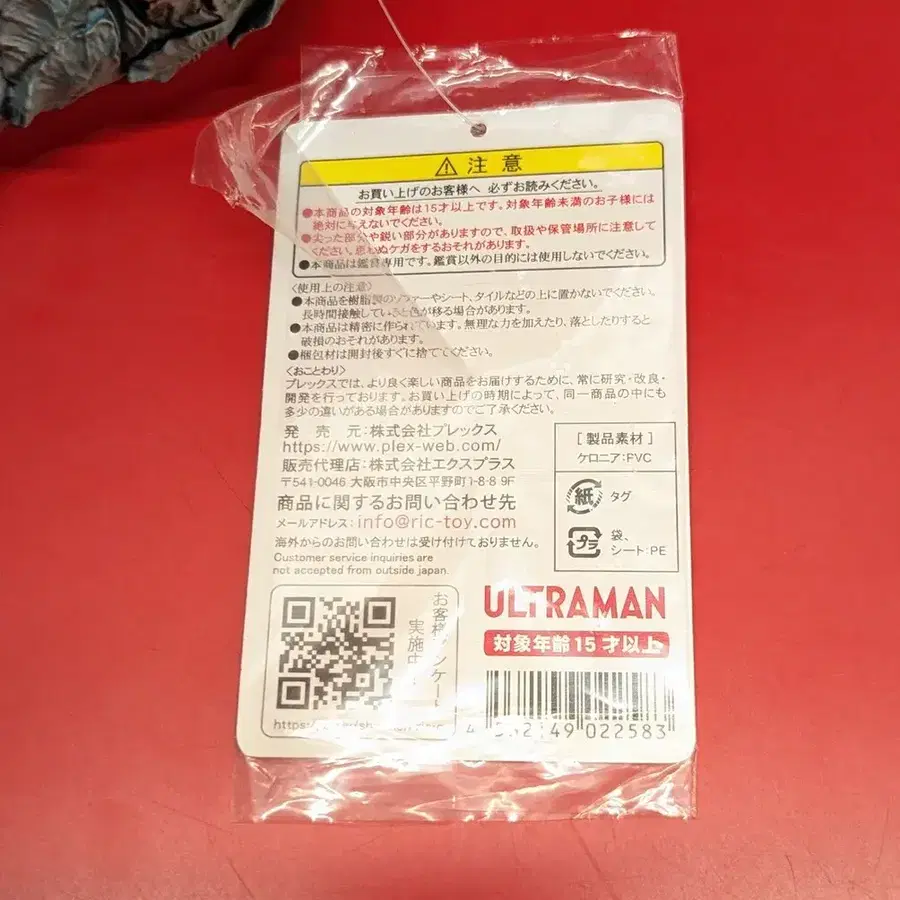 ⚠注意
お買い上げのお客様へ 必ずお読みください。
●本商品の対象年齢は15才以上です。対象年齢未満のお子様には
絶対に与えないでください。
●尖った部分や鋭い部分がありますので、取扱や保管場所に注意して
ください。思わぬケガをするおそれがあります。
●本商品は鑑賞専用です。鑑賞以外の目的には使用しないでください。
〈使用上の注意〉
●本商品を樹脂製のソファーやシート、タイルなどの上に置かないでください。
長時間接触していると色が移る場合があります。
●本商品は精密に作られています。無理な力を加えたり、落としたりすると
破損のおそれがあります。
●梱包材は開封後すぐに捨ててください。
〈おことわり〉
プレックスでは、より良く楽しい商品をお届けするために、常に研究・改良・
開発を行っております。お買い上げの時期によって、同一商品の中にも
多少の違いがある場合がありますのでご了承ください。
発売元:株式会社プレックス
https://www.plex-web.com/
販売代理店:株式会社エクスプラス
〒541-0046 大阪市中央区平野町1-8-8 9F
商品に関するお問い合わせ先
メールアドレス: info@ric-toy.com
海外からのお問い合わせは受け付けておりません。
Customer service inquiries are
not accepted from outside japan.
[製品素材]
ケロニア:PVC
紙 タグ
プラ 袋、
シート:PE
お客様アンケート
実施中
ULTRAMAN
対象年齢15才以上
022583